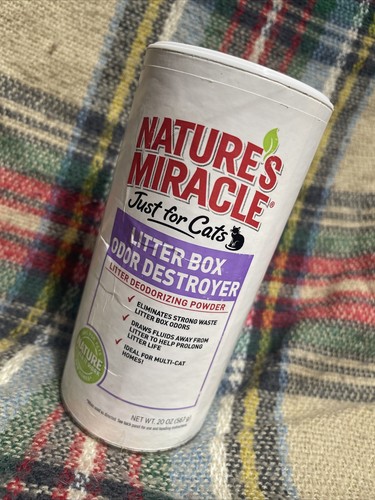 NATURE'S
MIRACLE®
Just for Cats
LITTER BOX
ODOR DESTROYER
LITTER DEODORIZING POWDER
ELIMINATES STRONG WASTE
LITTER BOX ODORS
DRAWS FLUIDS AWAY FROM
LITTER TO HELP PROLONG
LITTER LIFE
IDEAL FOR MULTI-CAT
HOMES!
NET WT. 20 OZ (567 g)